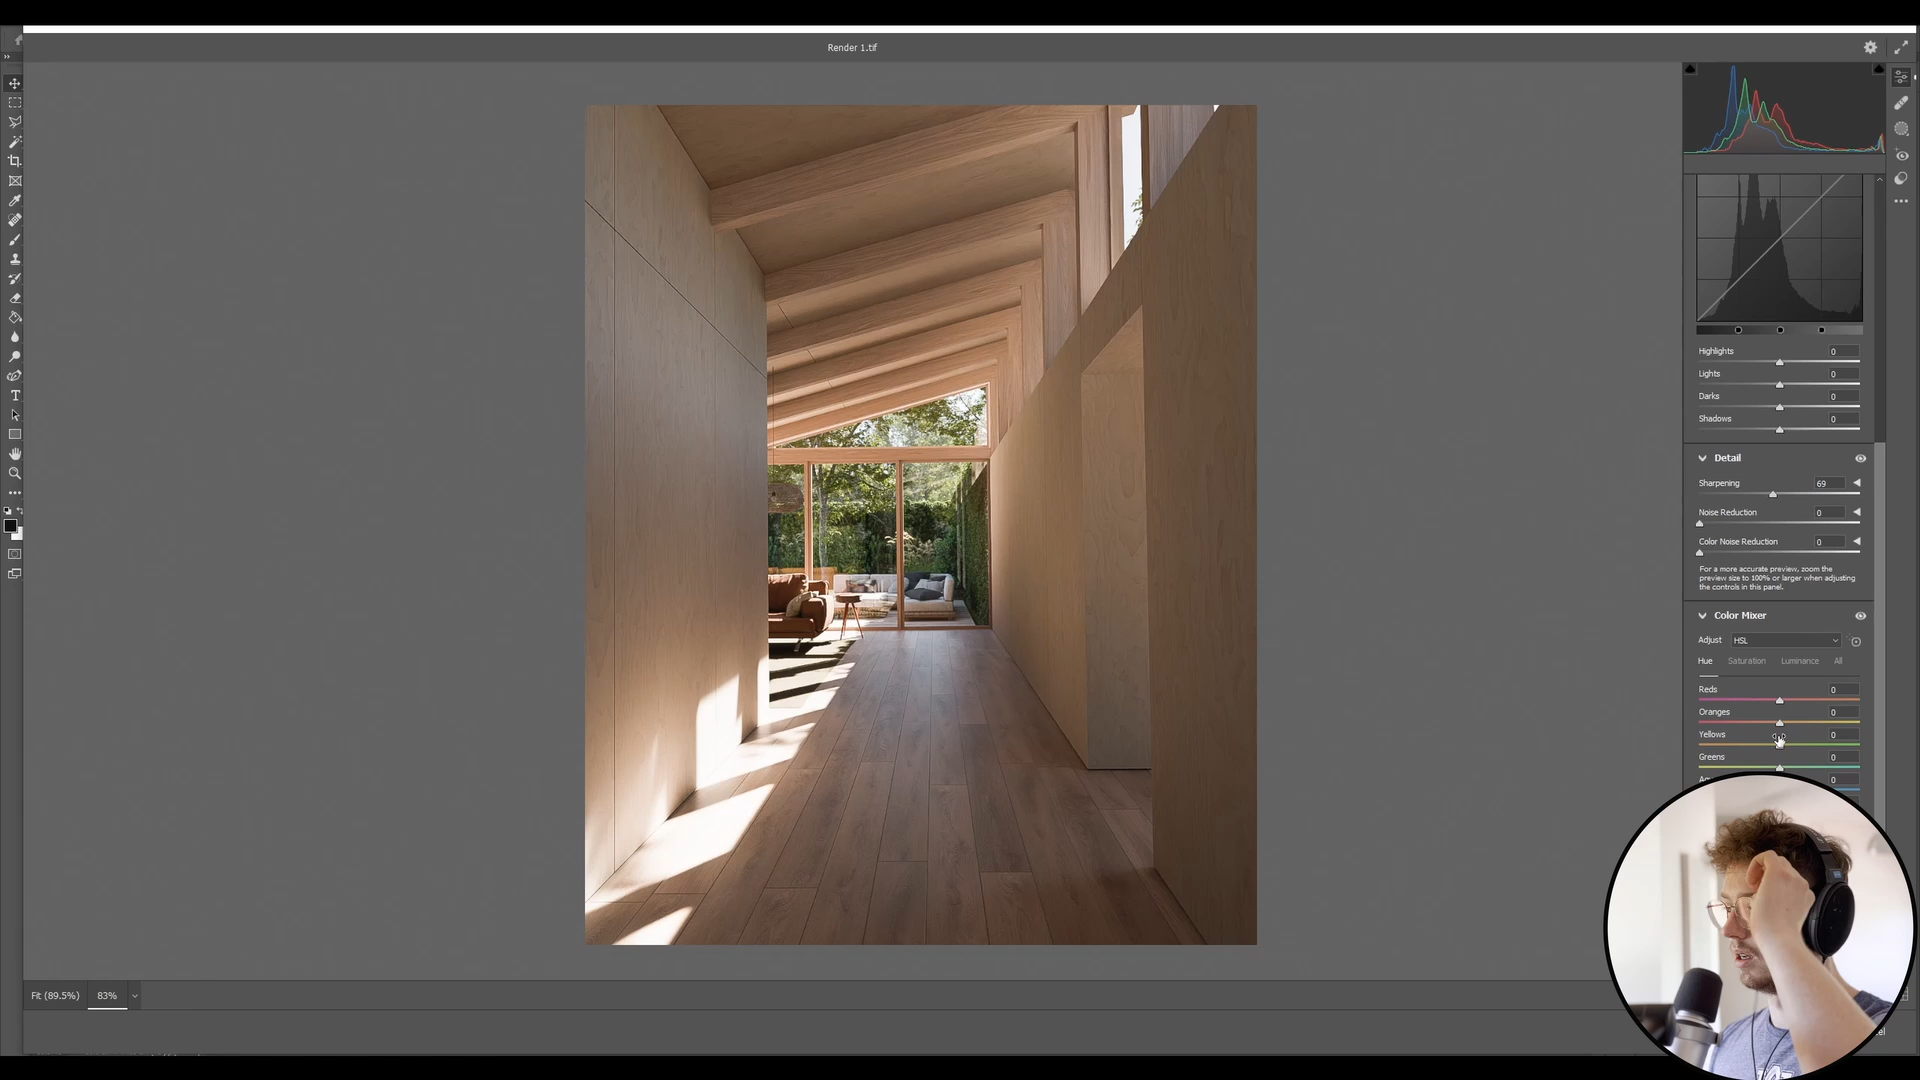 Render 1.tif
Highlights 0
Lights 0
Darks 0
Shadows 0
Detail
Sharpening 69
Noise Reduction 0
Color Noise Reduction 0
For a more accurate preview, zoom the
preview size to 100% or larger when adjusting
the controls in this panel.
Color Mixer
Adjust HSL
Hue Saturation Luminance All
Reds 0
Oranges 0
Yellows 0
Greens 0
0
Fit (89.5%) 83%